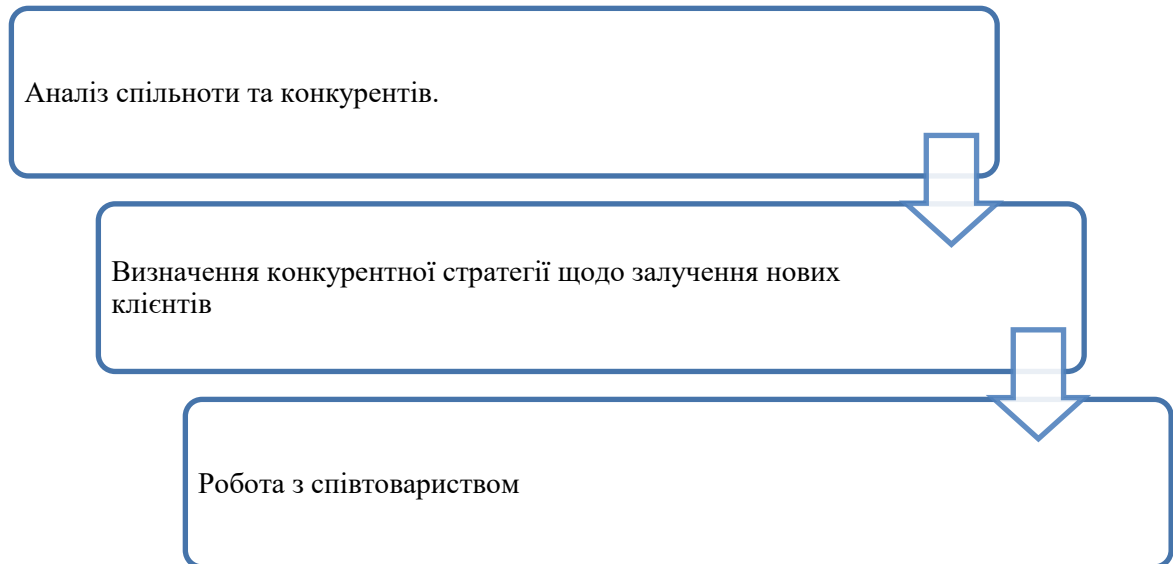 Аналіз спільноти та конкурентів.
Визначення конкурентної стратегії щодо залучення нових
клієнтів
Робота з співтовариством